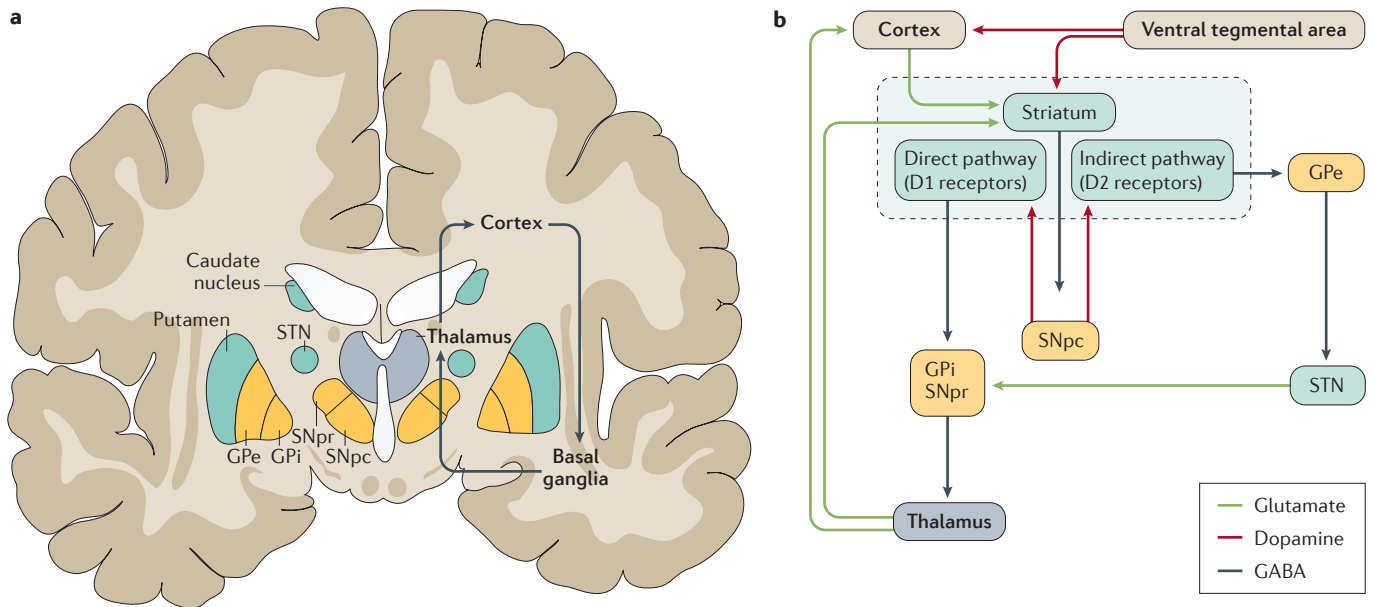 a
Cortex
Caudate
nucleus
Putamen
STN
Thalamus
SNpr
GPe
GPi
SNpc
Basal
ganglia
b
Cortex
Ventral tegmental area
Striatum
Direct pathway
(D1 receptors)
Indirect pathway
(D2 receptors)
GPe
SNpc
GPi
SNpr
STN
Thalamus
Glutamate
Dopamine
GABA